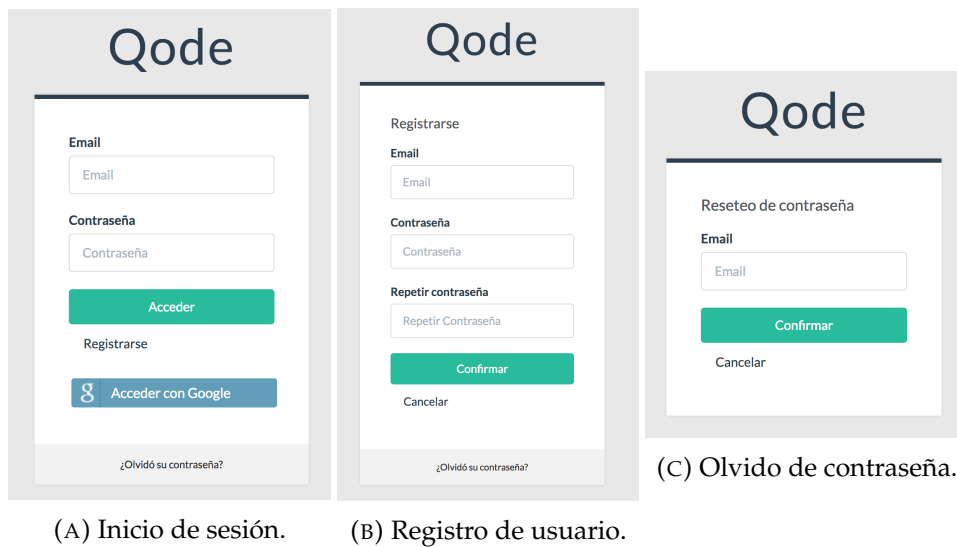 Qode
Email
Email
Contraseña
Contraseña
Acceder
Registrarse
g Acceder con Google
¿Olvidó su contraseña?
(A) Inicio de sesión.
Qode
Registrarse
Email
Email
Contraseña
Contraseña
Repetir contraseña
Repetir Contraseña
Confirmar
Cancelar
¿Olvidó su contraseña?
(B) Registro de usuario.
Qode
Reseteo de contraseña
Email
Email
Confirmar
Cancelar
(C) Olvido de contraseña.